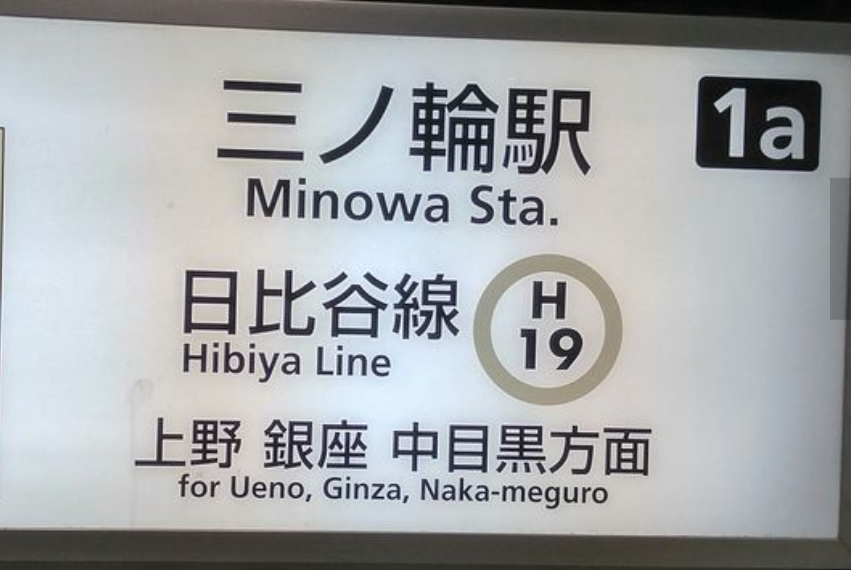 三ノ輪駅
1a
Minowa Sta.
日比谷線
Hibiya Line
H
19
上野 銀座 中目黒方面
for Ueno, Ginza, Naka-meguro